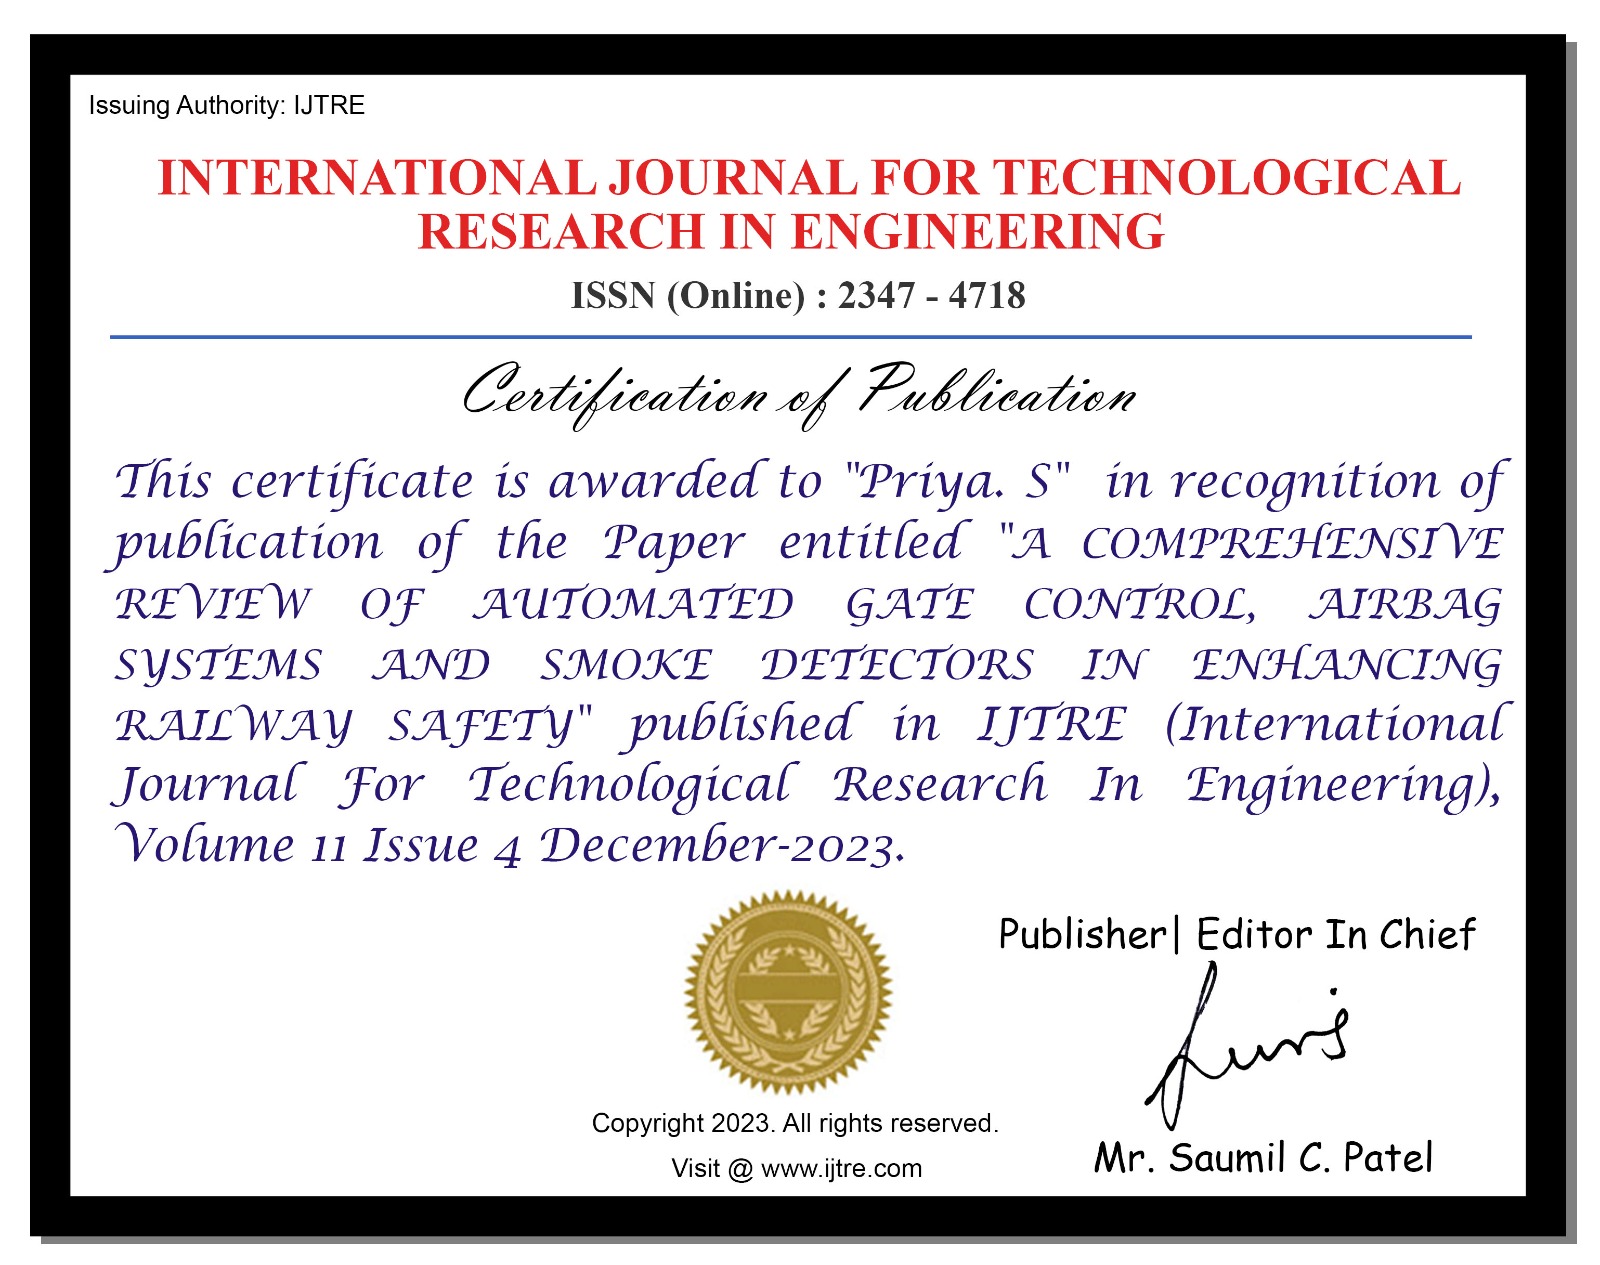 Issuing Authority: IJTRE
INTERNATIONAL JOURNAL FOR TECHNOLOGICAL
RESEARCH IN ENGINEERING
ISSN (Online) : 2347 - 4718
Certification of Publication
This certificate is awarded to "Priya. S" in recognition of
publication of the Paper entitled "A COMPREHENSIVE
REVIEW OF AUTOMATED GATE CONTROL, AIRBAG
SYSTEMS AND SMOKE DETECTORS IN ENHANCING
RAILWAY SAFETY" published in IJTRE (International
Journal For Technological Research In Engineering),
Volume 11 Issue 4 December-2023.
Publisher| Editor In Chief
Copyright 2023. All rights reserved.
Visit @ www.ijtre.com
Mr. Saumil C. Patel